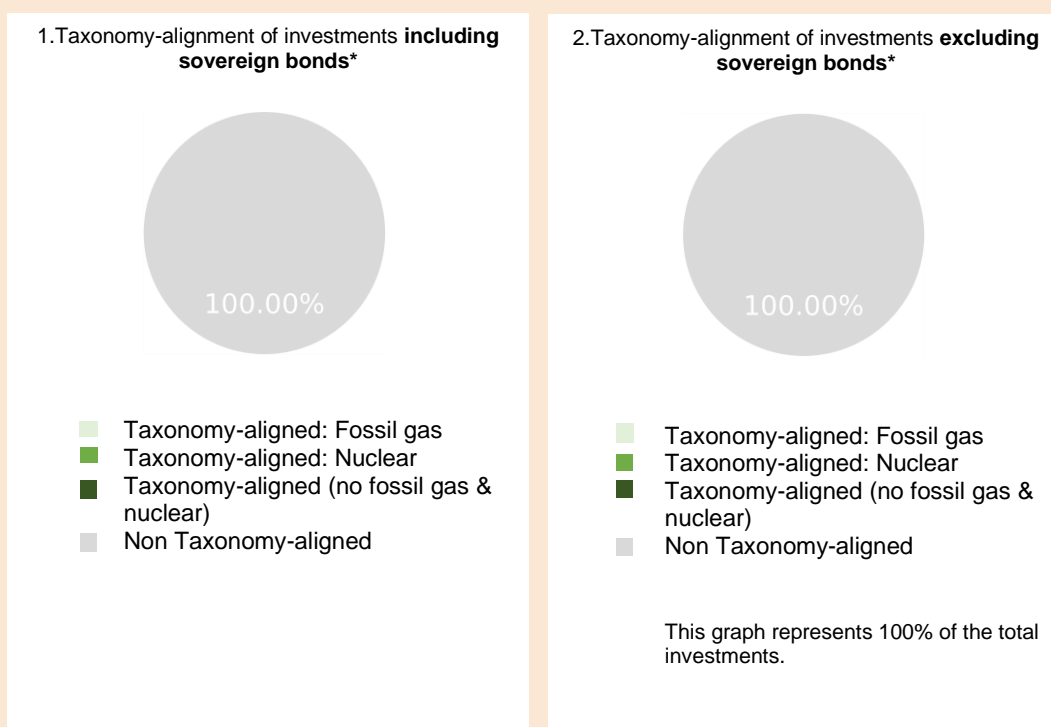 1.Taxonomy-alignment of investments including
sovereign bonds*
100.00%
Taxonomy-aligned: Fossil gas
Taxonomy-aligned: Nuclear
Taxonomy-aligned (no fossil gas &
nuclear)
Non Taxonomy-aligned
2.Taxonomy-alignment of investments excluding
sovereign bonds*
100.00%
Taxonomy-aligned: Fossil gas
Taxonomy-aligned: Nuclear
Taxonomy-aligned (no fossil gas &
nuclear)
Non Taxonomy-aligned
This graph represents 100% of the total
investments.